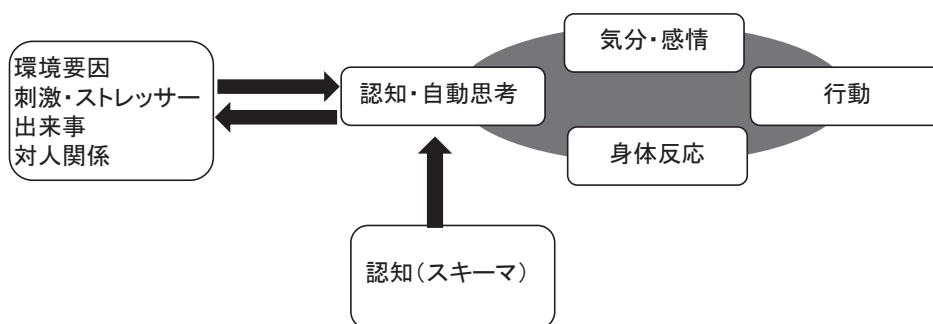 環境要因
刺激・ストレッサー
出来事
対人関係
認知・自動思考
気分・感情
行動
身体反応
認知(スキーマ)